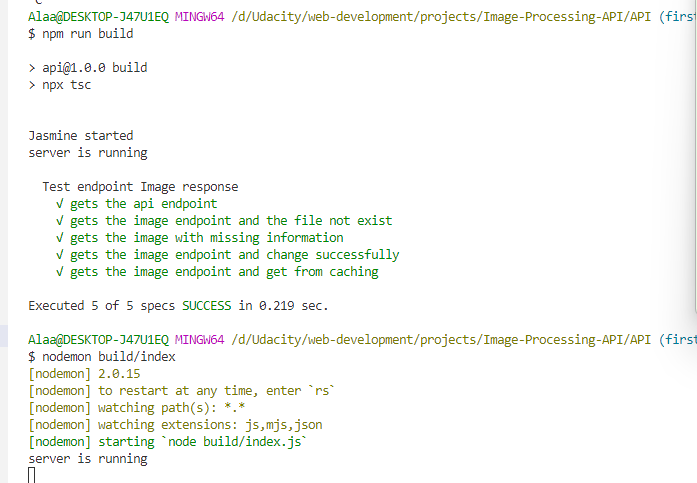 Alaa@DESKTOP-J47U1EQ MINGW64 /d/Udacity/web-development/projects/Image-Processing-API/API (first
$ npm run build
> api@1.0.0 build
> npx tsc
Jasmine started
server is running
Test endpoint Image response
√ gets the api endpoint
√ gets the image endpoint and the file not exist
√ gets the image with missing information
√ gets the image endpoint and change successfully
√ gets the image endpoint and get from caching
Executed 5 of 5 specs SUCCESS in 0.219 sec.
Alaa@DESKTOP-J47U1EQ MINGW64 /d/Udacity/web-development/projects/Image-Processing-API/API (first
$ nodemon build/index
[nodemon] 2.0.15
[nodemon] to restart at any time, enter `rs`
[nodemon] watching path(s): *.*
[nodemon] watching extensions: js,mjs,json
[nodemon] starting `node build/index.js`
server is running